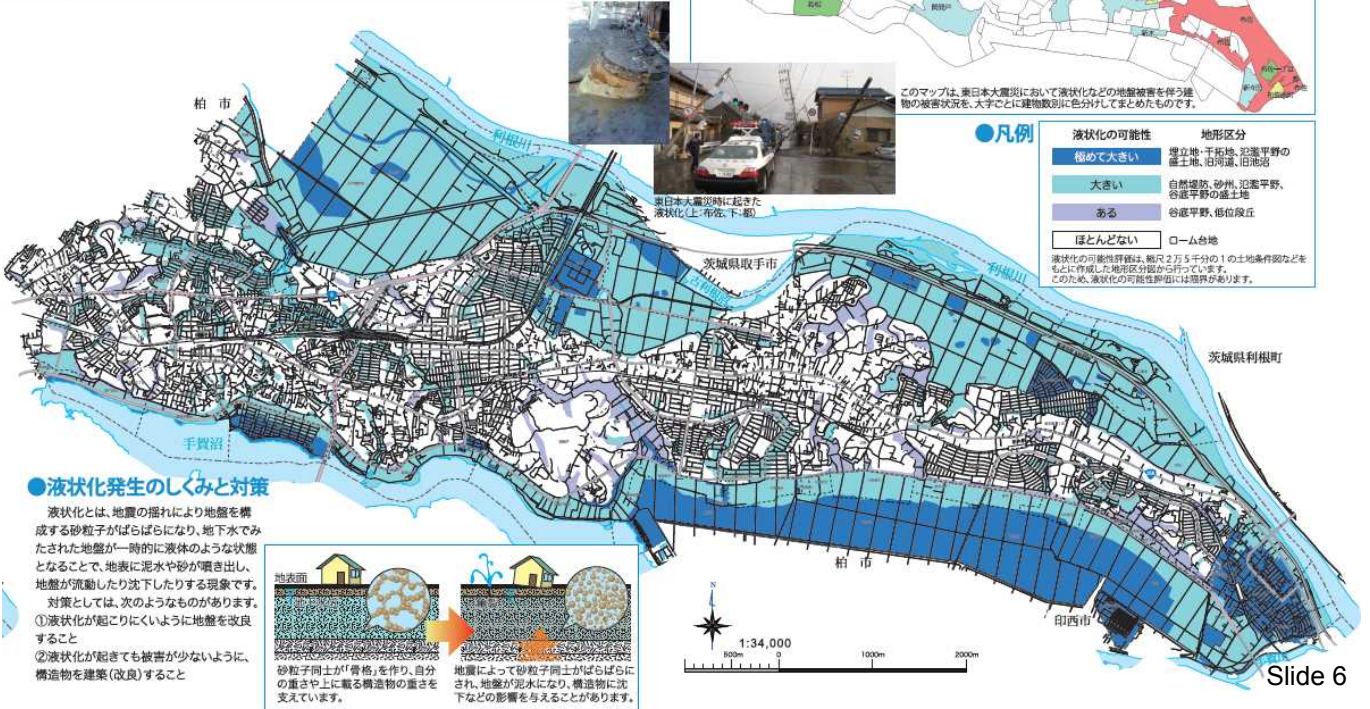 このマップは、東日本大震災において液状化などの地盤被害を伴う建
物の被害状況を、大字ごとに建物数別に色分けしてまとめたものです。
柏 市
利根川
東日本大震災時に起きた
液状化(上:布佐、下:都)
●凡例
液状化の可能性 地形区分
極めて大きい 埋立地・干拓地、氾濫平野の
盛土地、旧河道、旧池沼
大きい 自然堤防、砂州、氾濫平野、
谷底平野の盛土地
ある 谷底平野、低位段丘
ほとんどない ローム台地
液状化の可能性評価は、縮尺2万5千分の1の土地条件図などを
もとに作成した地形区分図から行っています。
このため、液状化の可能性評価には限界があります。
茨城県取手市
古利根沼
利根川
茨城県利根町
手賀沼
●液状化発生のしくみと対策
液状化とは、地震の揺れにより地盤を構
成する砂粒子がばらばらになり、地下水でみ
たされた地盤が一時的に液体のような状態
となることで、地表に泥水や砂が噴き出し、
地盤が流動したり沈下したりする現象です。
対策としては、次のようなものがあります。
①液状化が起こりにくいように地盤を改良
すること
②液状化が起きても被害が少ないように、
構造物を建築(改良)すること
地表面
砂粒子同士が「骨格」を作り、自分
の重さや上に載る構造物の重さを
支えています。
地震によって砂粒子同士がばらばらに
され、地盤が泥水になり、構造物に沈
下などの影響を与えることがあります。
柏 市
印西市
N
1:34,000
500m 0 1000m 2000m
Slide 6